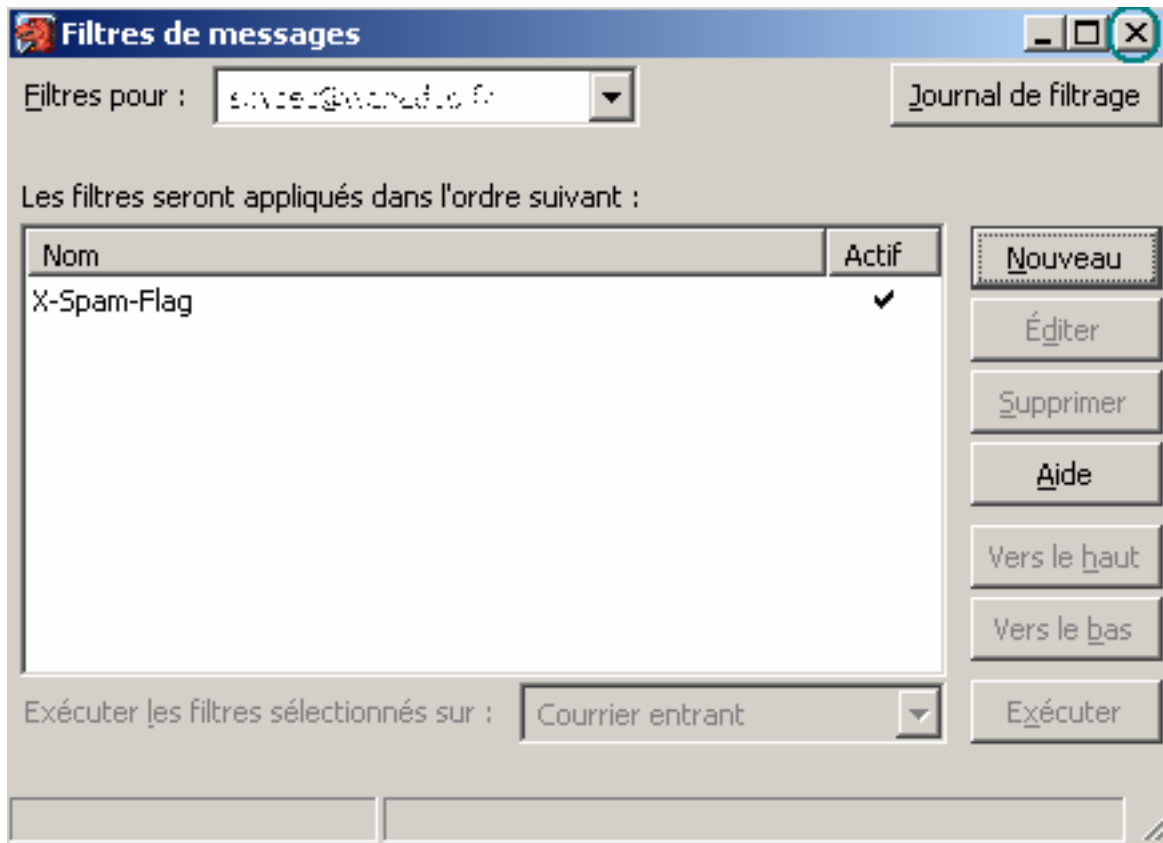 Filtres de messages
Filtres pour :
Journal de filtrage
Les filtres seront appliqués dans l'ordre suivant :
Nom Actif
X-Spam-Flag
Nouveau
Éditer
Supprimer
Aide
Vers le haut
Vers le bas
Exécuter les filtres sélectionnés sur : Courrier entrant Exécuter